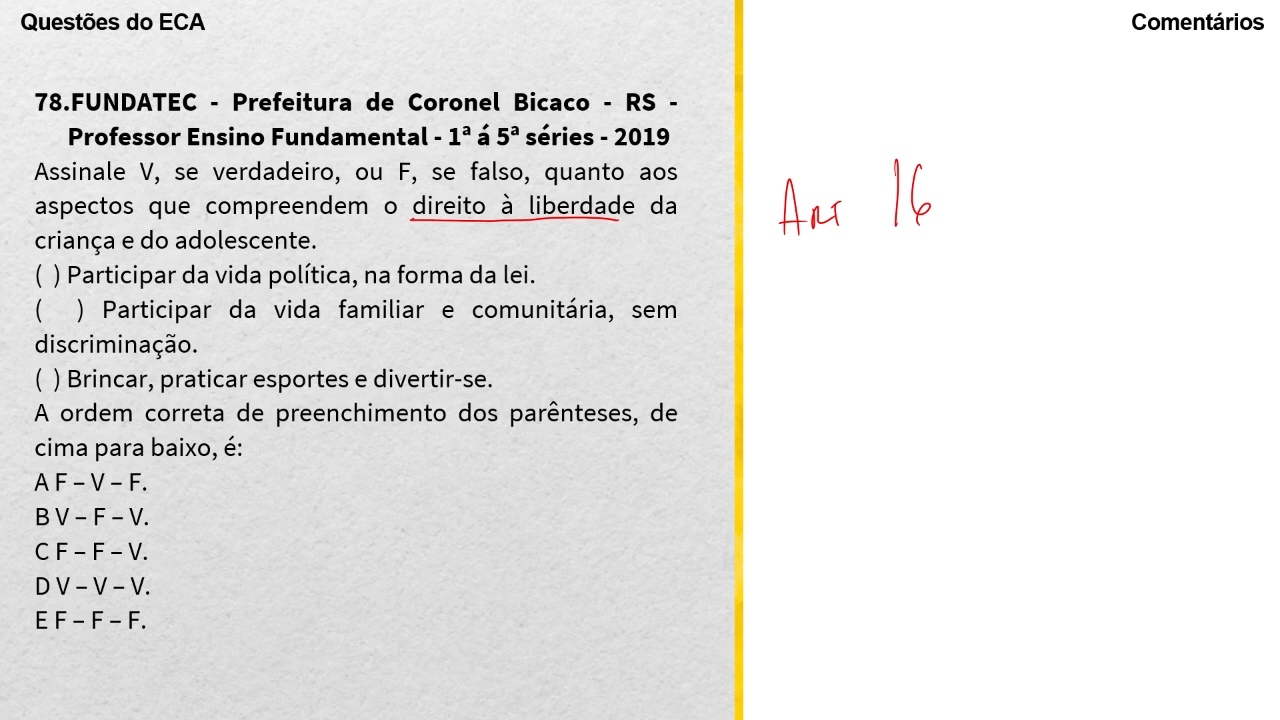 Questões do ECA
Comentários
78.FUNDATEC - Prefeitura de Coronel Bicaco - RS -
Professor Ensino Fundamental - 1ª á 5ª séries - 2019
Assinale V, se verdadeiro, ou F, se falso, quanto aos
aspectos que compreendem o direito à liberdade da
criança e do adolescente.
( ) Participar da vida política, na forma da lei.
( ) Participar da vida familiar e comunitária, sem
discriminação.
( ) Brincar, praticar esportes e divertir-se.
A ordem correta de preenchimento dos parênteses, de
cima para baixo, é:
A F – V – F.
B V – F – V.
C F – F – V.
D V – V – V.
E F – F – F.
ART 16